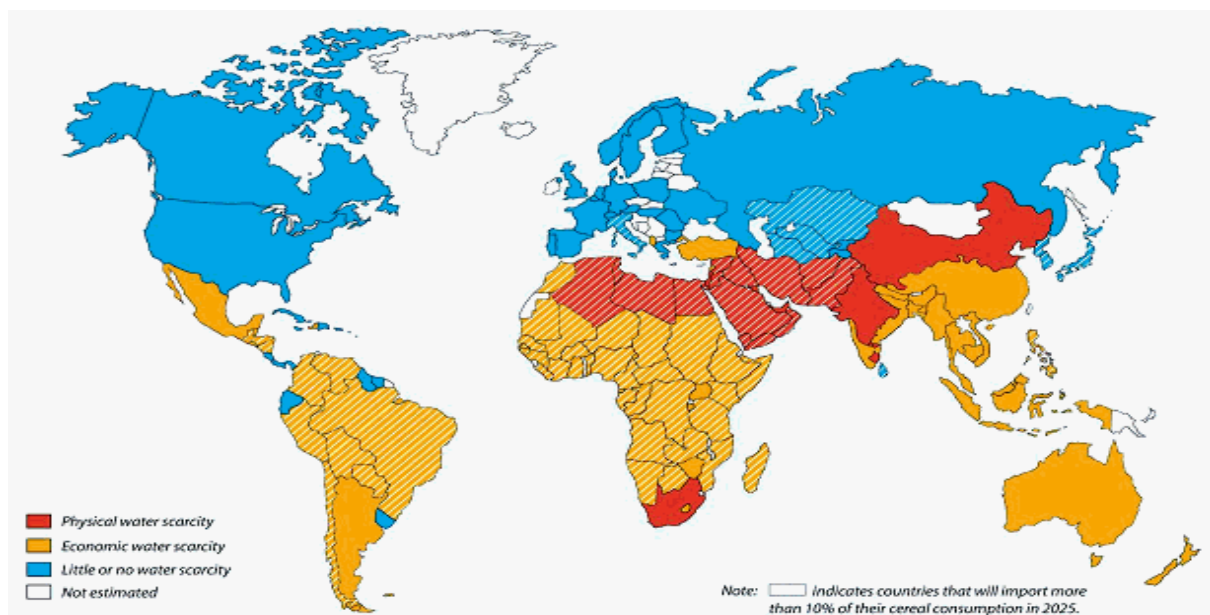 Physical water scarcity
Economic water scarcity
Little or no water scarcity
Not estimated
Note: indicates countries that will import more
than 10% of their cereal consumption in 2025.